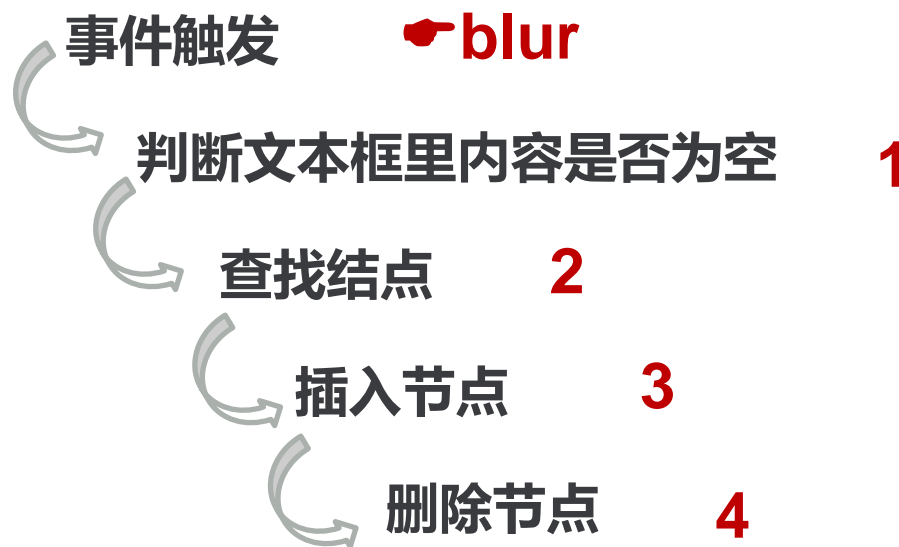 事件触发 ☛blur
判断文本框里内容是否为空 1
查找结点 2
插入节点 3
删除节点 4